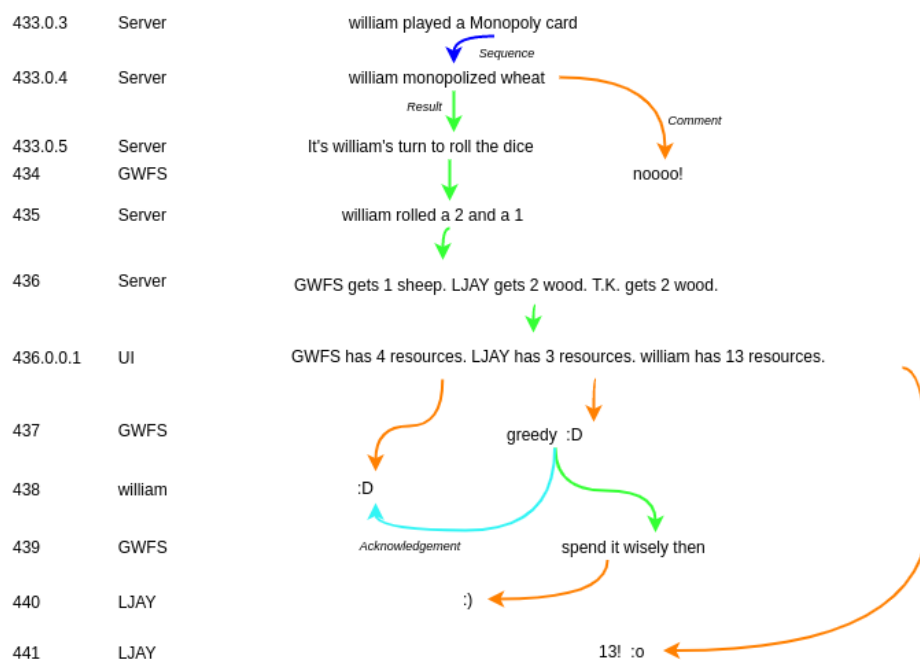 433.0.3 Server william played a Monopoly card
Sequence
433.0.4 Server william monopolized wheat
Result
Comment
433.0.5 Server It's william's turn to roll the dice
434 GWFS noooo!
435 Server william rolled a 2 and a 1
436 Server GWFS gets 1 sheep. LJAY gets 2 wood. T.K. gets 2 wood.
436.0.0.1 UI GWFS has 4 resources. LJAY has 3 resources. william has 13 resources.
437 GWFS greedy :D
438 william :D
439 GWFS Acknowledgement spend it wisely then
440 LJAY :)
441 LJAY 13! :o